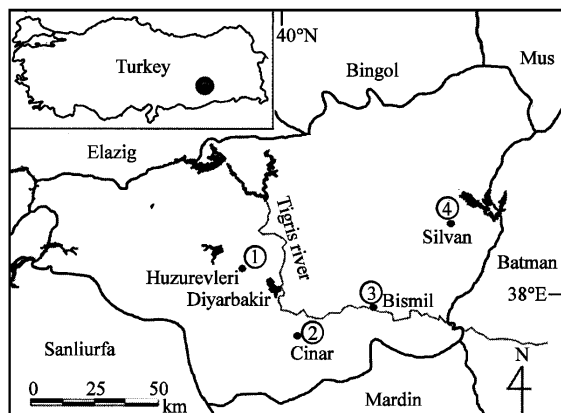 40°N
Turkey
Bingol
Mus
Elazig
Tigris river
④
Silvan
①
Huzurevleri
Diyarbakir
Batman
38°E
③
Bismil
②
Cinar
Sanliurfa
N
4
0 25 50
km
Mardin